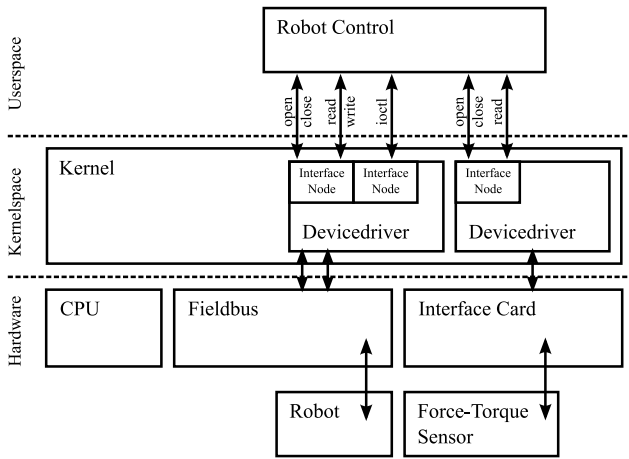 Userspace
Robot Control
open
close
read
write
ioctl
open
close
read
Kernelspace
Kernel
Interface
Node
Interface
Node
Interface
Node
Devicedriver
Devicedriver
Hardware
CPU
Fieldbus
Interface Card
Robot
Force-Torque
Sensor